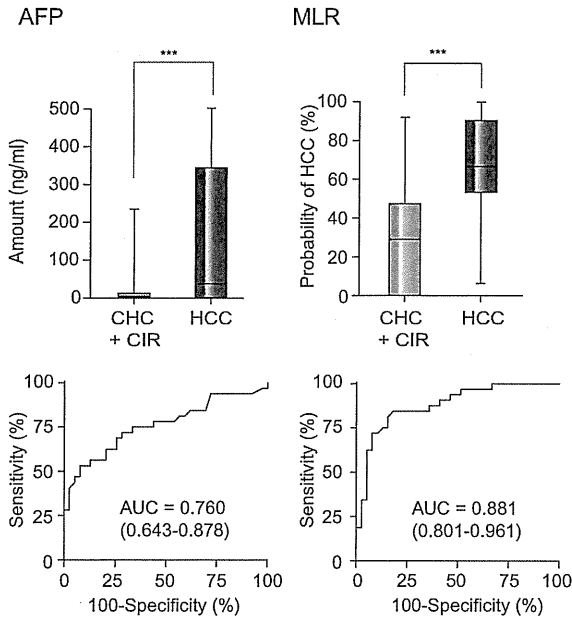 AFP
MLR
***
***
Amount (ng/ml)
500
400
300
200
100
0
CHC
+ CIR
HCC
Probability of HCC (%)
100
80
60
40
20
0
CHC
+ CIR
HCC
Sensitivity (%)
100
75
50
25
0
AUC = 0.760
(0.643-0.878)
0
25
50
75
100
100-Specificity (%)
Sensitivity (%)
100
75
50
25
0
AUC = 0.881
(0.801-0.961)
0
25
50
75
100
100-Specificity (%)